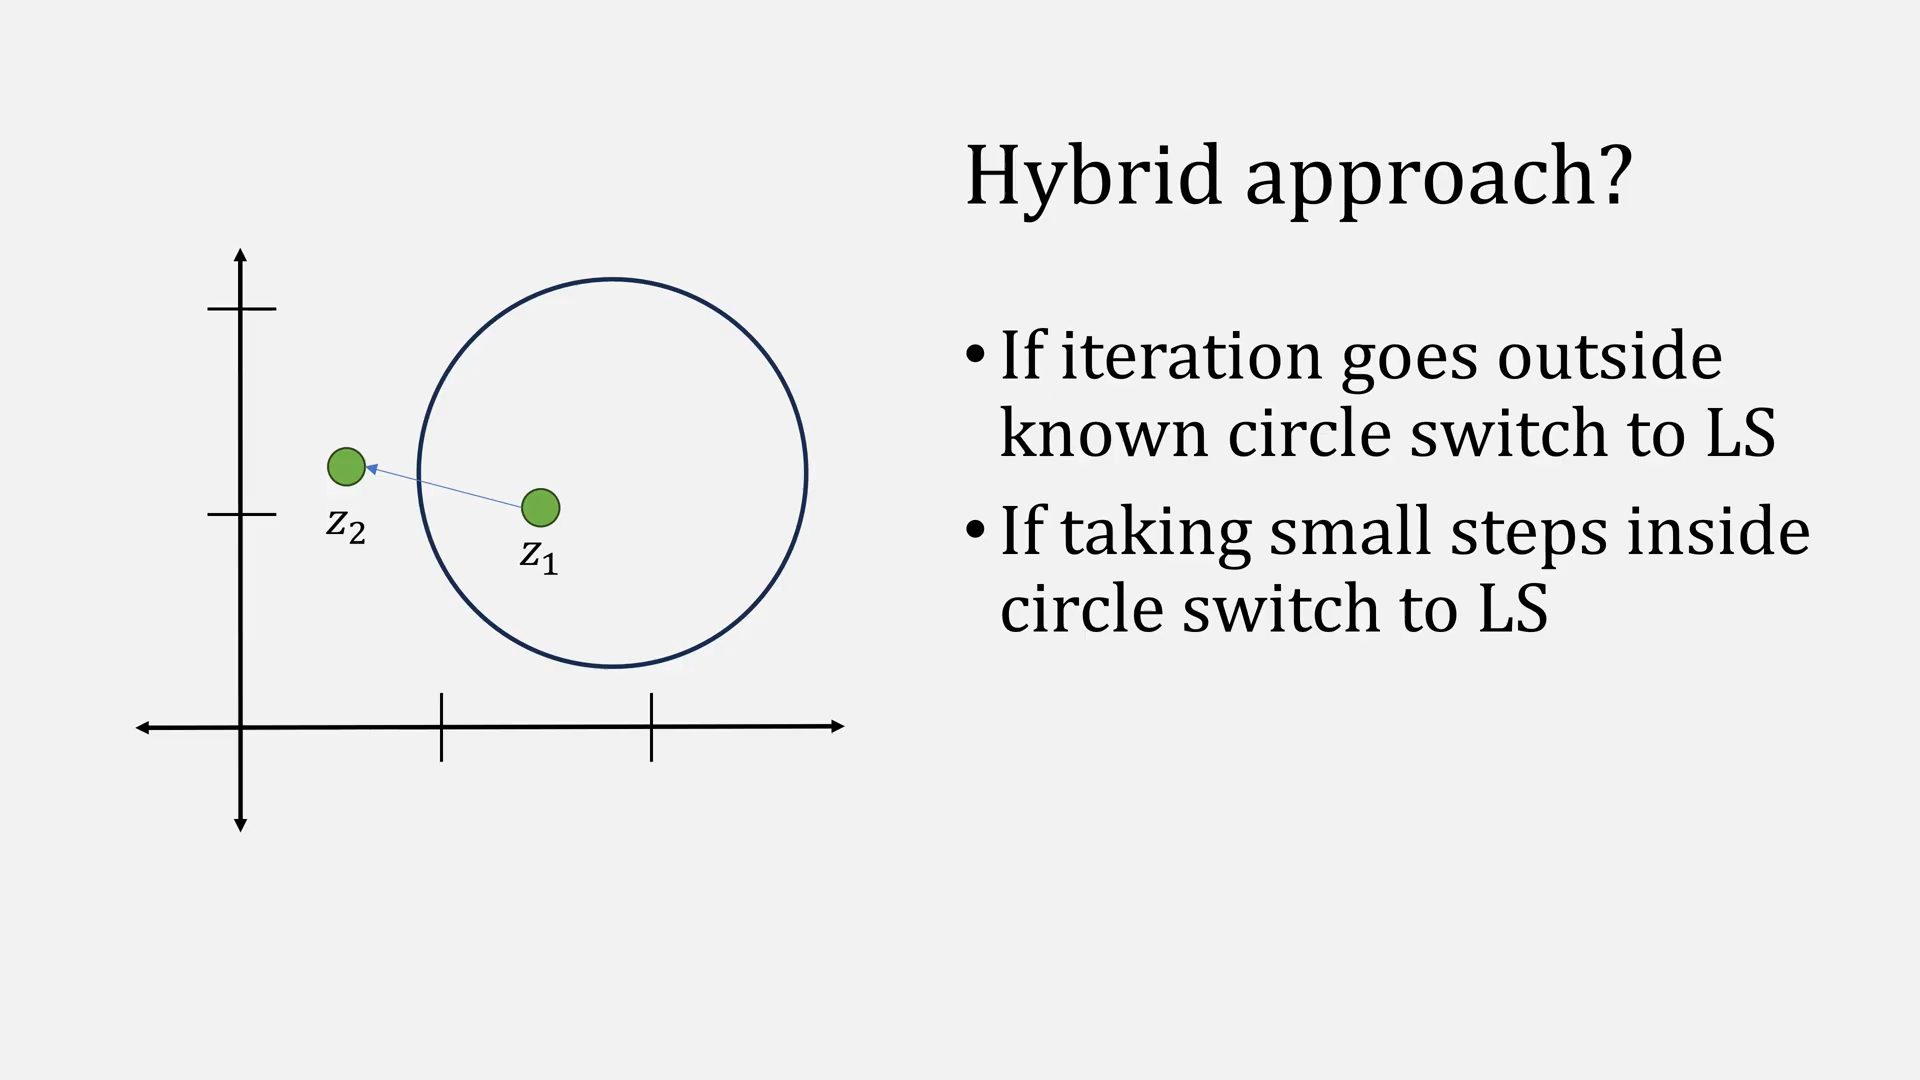 Hybrid approach?
• If iteration goes outside
known circle switch to LS
• If taking small steps inside
circle switch to LS
z₂
z₁